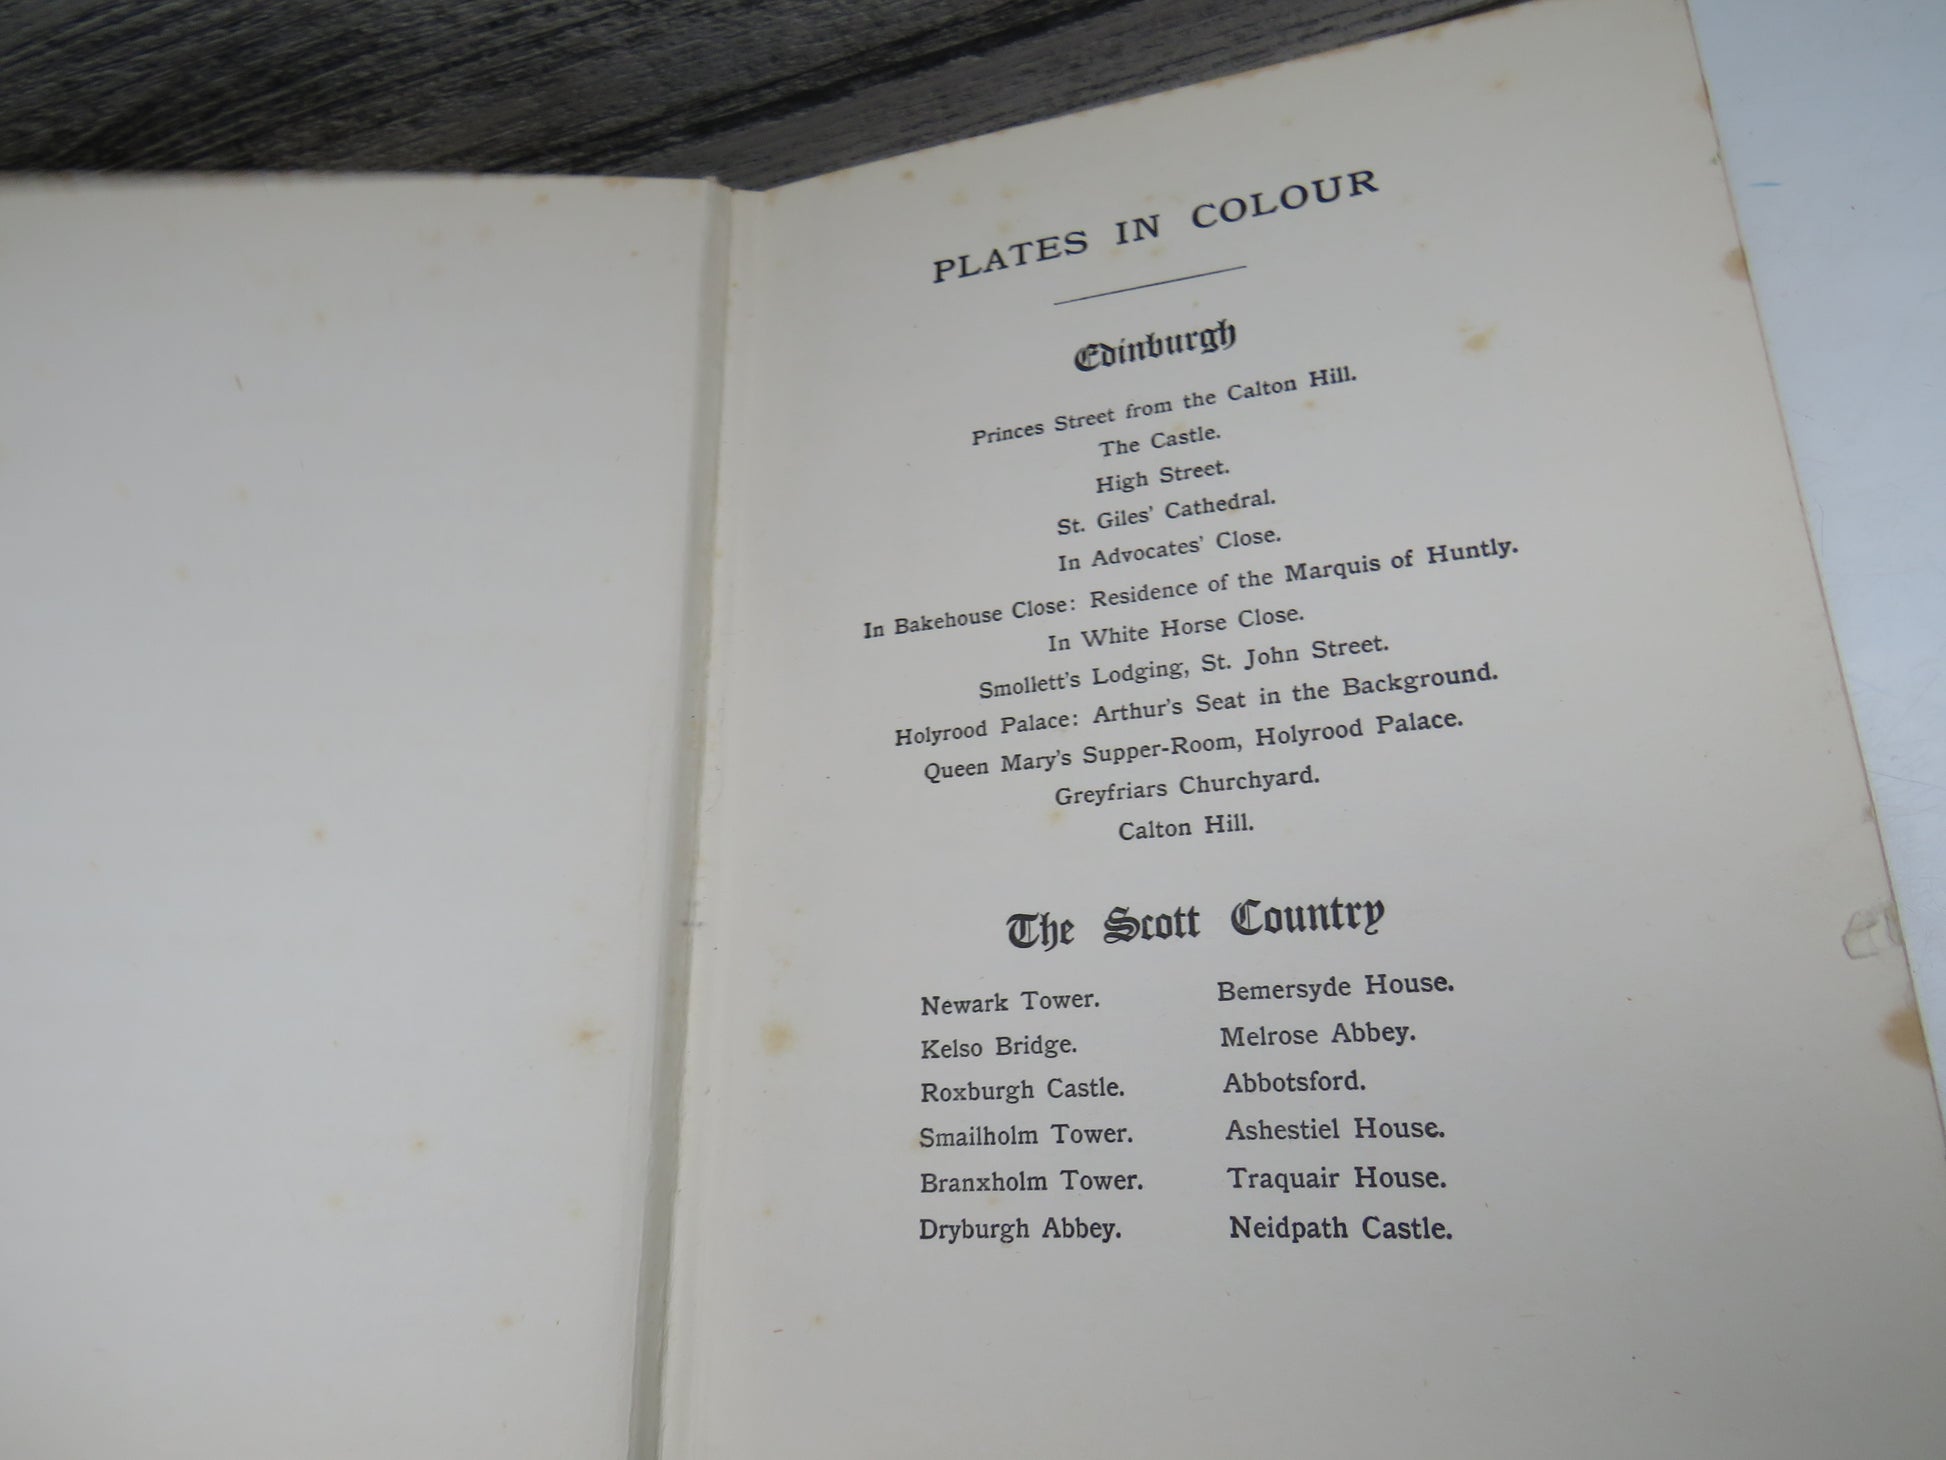 PLATES IN COLOUR
Edinburgh
Princes Street from the Calton Hill.
The Castle.
High Street.
St. Giles' Cathedral.
In Advocates' Close.
In Bakehouse Close: Residence of the Marquis of Huntly.
In White Horse Close.
Smollett's Lodging, St. John Street.
Holyrood Palace: Arthur's Seat in the Background.
Queen Mary's Supper-Room, Holyrood Palace.
Greyfriars Churchyard.
Calton Hill.
The Scott Country
Newark Tower.
Kelso Bridge.
Roxburgh Castle.
Smailholm Tower.
Branxholm Tower.
Dryburgh Abbey.
Bemersyde House.
Melrose Abbey.
Abbotsford.
Ashestiel House.
Traquair House.
Neidpath Castle.